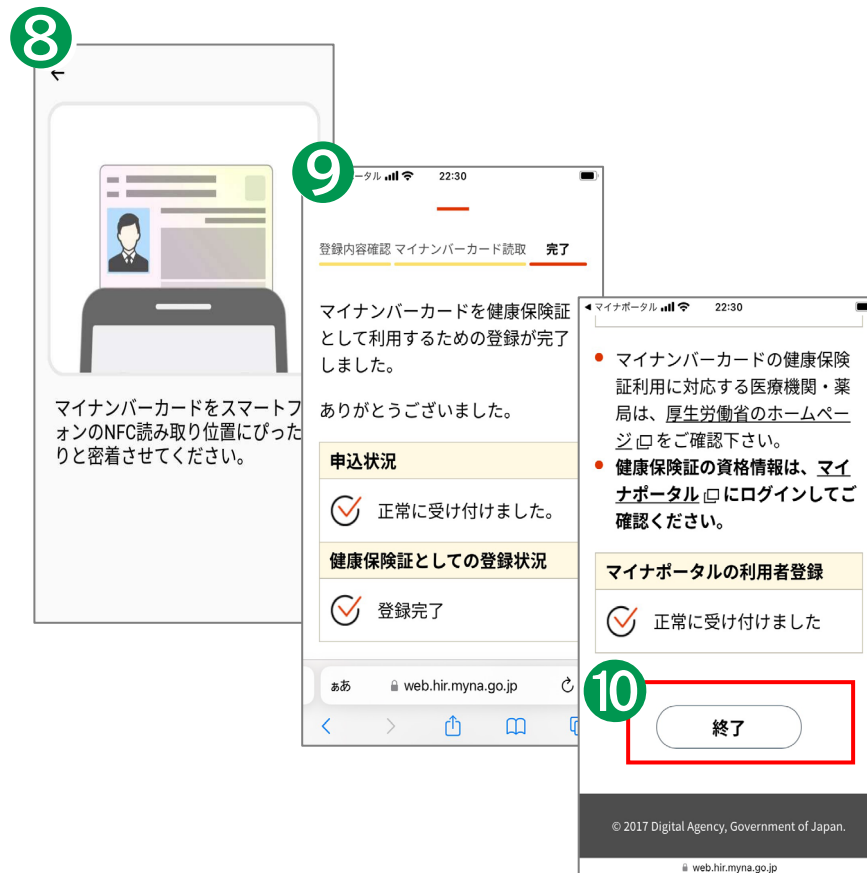 8
マイナンバーカードをスマートフ
ォンのNFC読み取り位置にぴった
りと密着させてください。
9
ータル
22:30
登録内容確認 マイナンバーカード読取 完了
マイナンバーカードを健康保険証
として利用するための登録が完了
しました。
ありがとうございました。
申込状況
正常に受け付けました。
健康保険証としての登録状況
登録完了
ぁあ web.hir.myna.go.jp
◀マイナポータル 22:30
マイナンバーカードの健康保険
証利用に対応する医療機関・薬
局は、厚生労働省のホームペー
ジをご確認下さい。
健康保険証の資格情報は、マイ
ナポータルにログインしてご
確認ください。
マイナポータルの利用者登録
正常に受け付けました
10
終了
© 2017 Digital Agency, Government of Japan.
web.hir.myna.go.jp